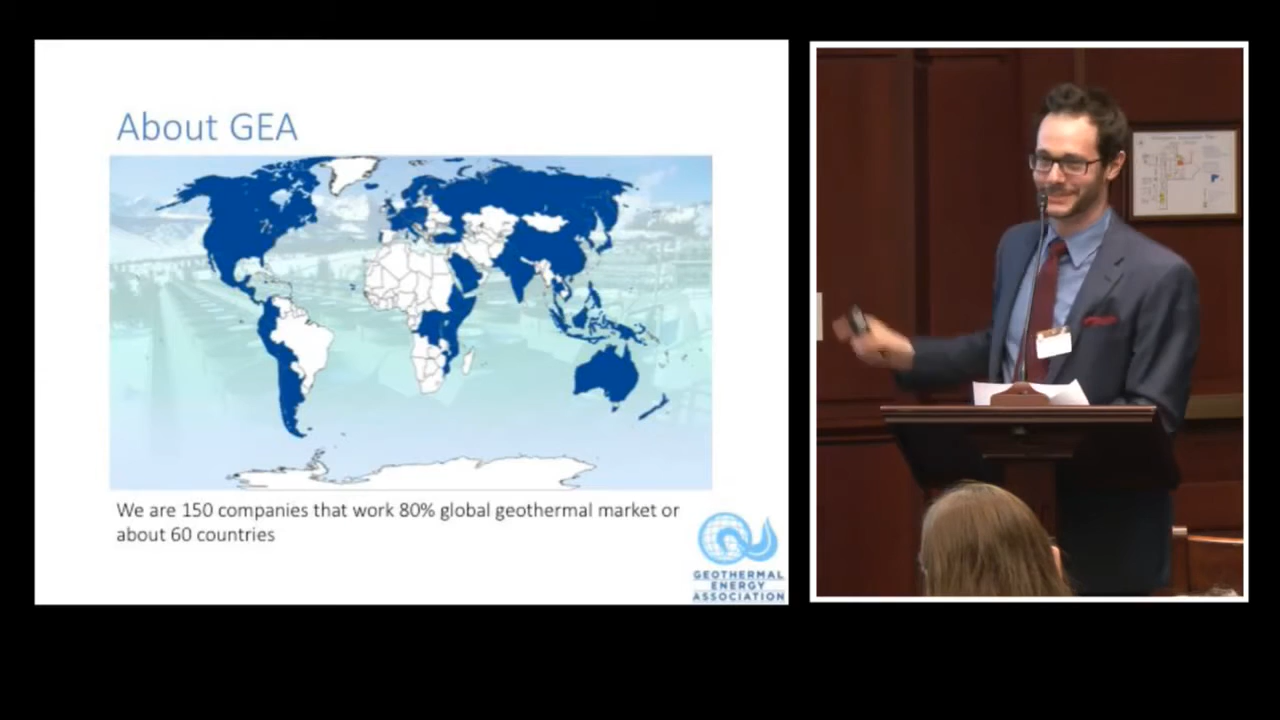 About GEA
We are 150 companies that work 80% global geothermal market or
about 60 countries
GEOTHERMAL
ENERGY
ASSOCIATION